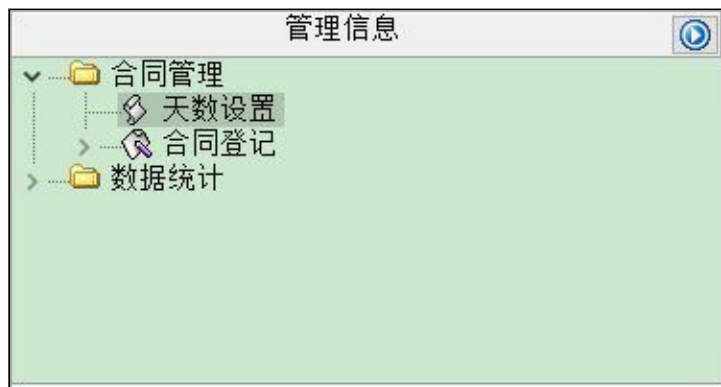 管理信息
合同管理
天数设置
合同登记
数据统计